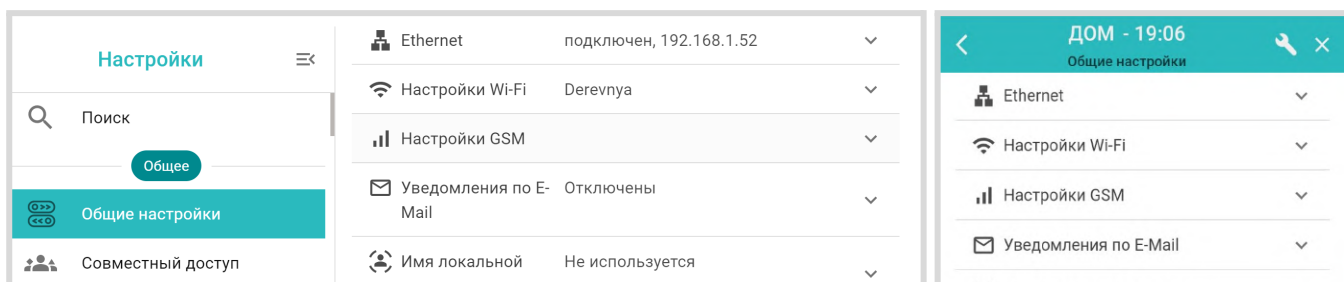 Настройки
Поиск
Общее
Общие настройки
Совместный доступ
Ethernet подключен, 192.168.1.52
Настройки Wi-Fi Derevnya
Настройки GSM
Уведомления по E- Отключены
Mail
Имя локальной Не используется
ДОМ - 19:06
Общие настройки
Ethernet
Настройки Wi-Fi
Настройки GSM
Уведомления по E-Mail